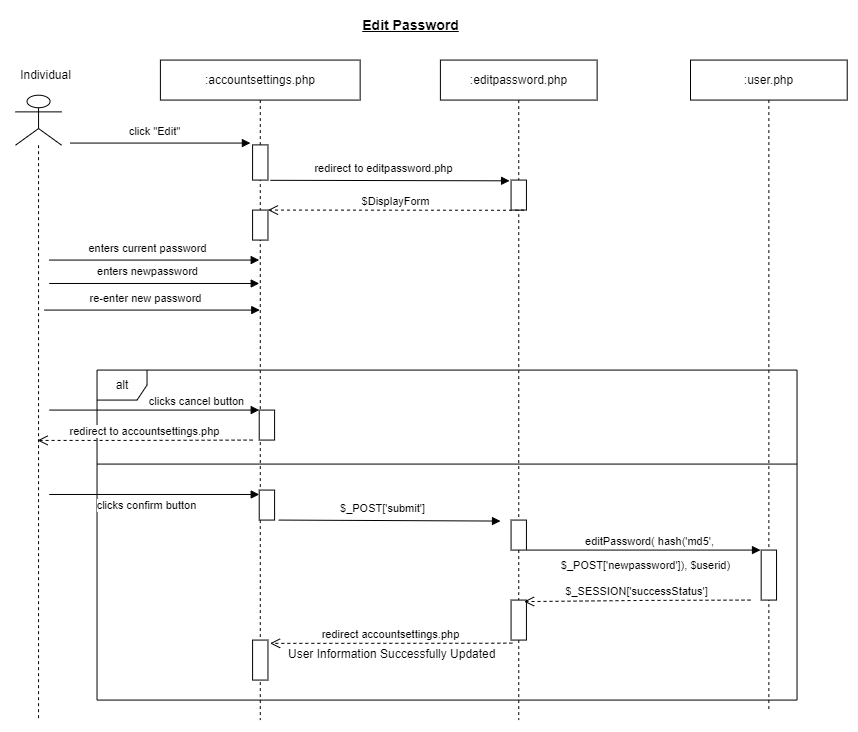 Edit Password
Individual
:accountsettings.php
:editpassword.php
:user.php
click "Edit"
redirect to editpassword.php
$DisplayForm
enters current password
enters newpassword
re-enter new password
alt
clicks cancel button
redirect to accountsettings.php
clicks confirm button
$_POST['submit']
editPassword( hash('md5',
$_POST['newpassword']), $userid)
$_SESSION['successStatus']
redirect accountsettings.php
User Information Successfully Updated